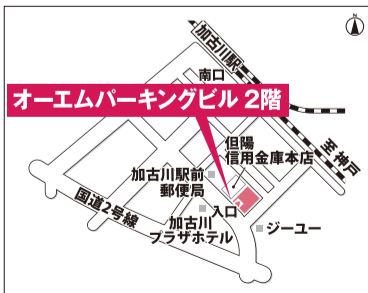 N
加古川駅
南口
オーエムパーキングビル 2階
至神戸
但陽
信用金庫本店
加古川駅前
郵便局
入口
国道2号線
加古川
プラザホテル
ジーユー